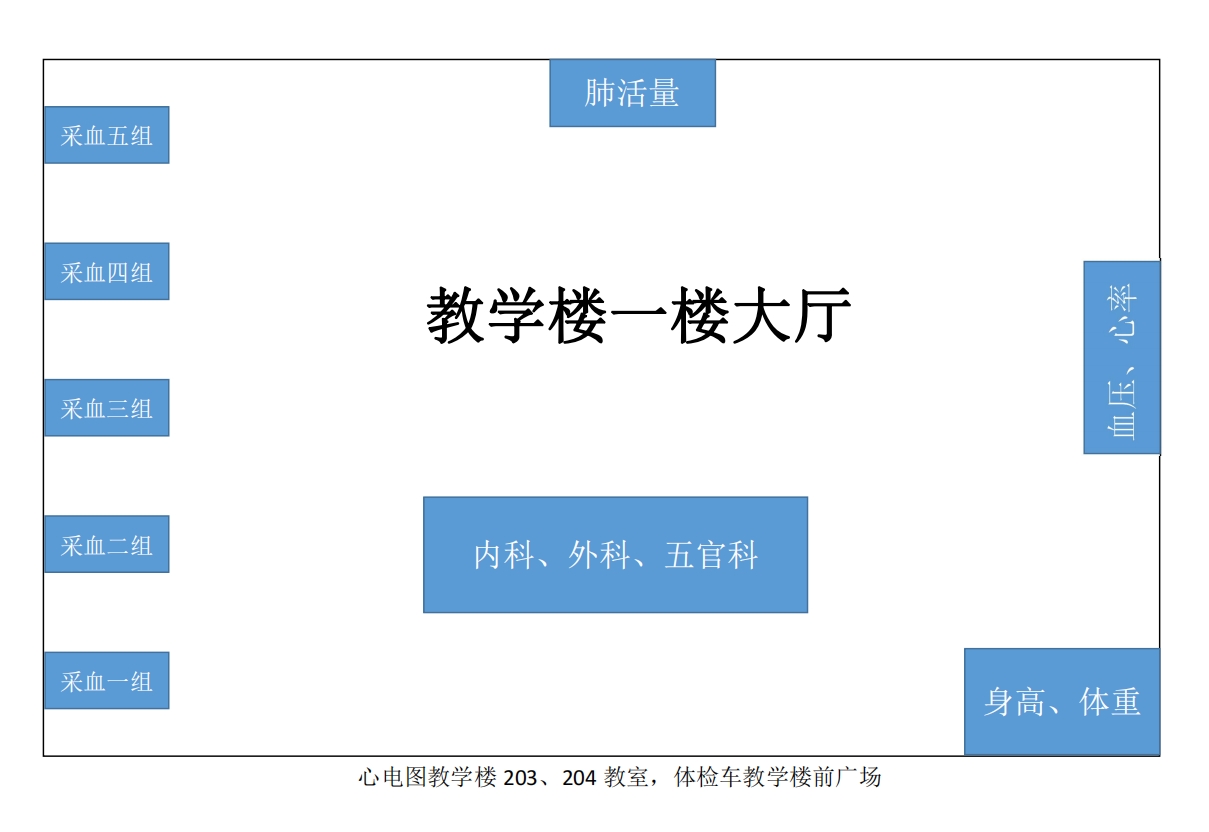 肺活量
采血五组
采血四组
教学楼一楼大厅
血压、心率
采血三组
采血二组
内科、外科、五官科
采血一组
身高、体重
心电图教学楼 203、204 教室，体检车教学楼前广场